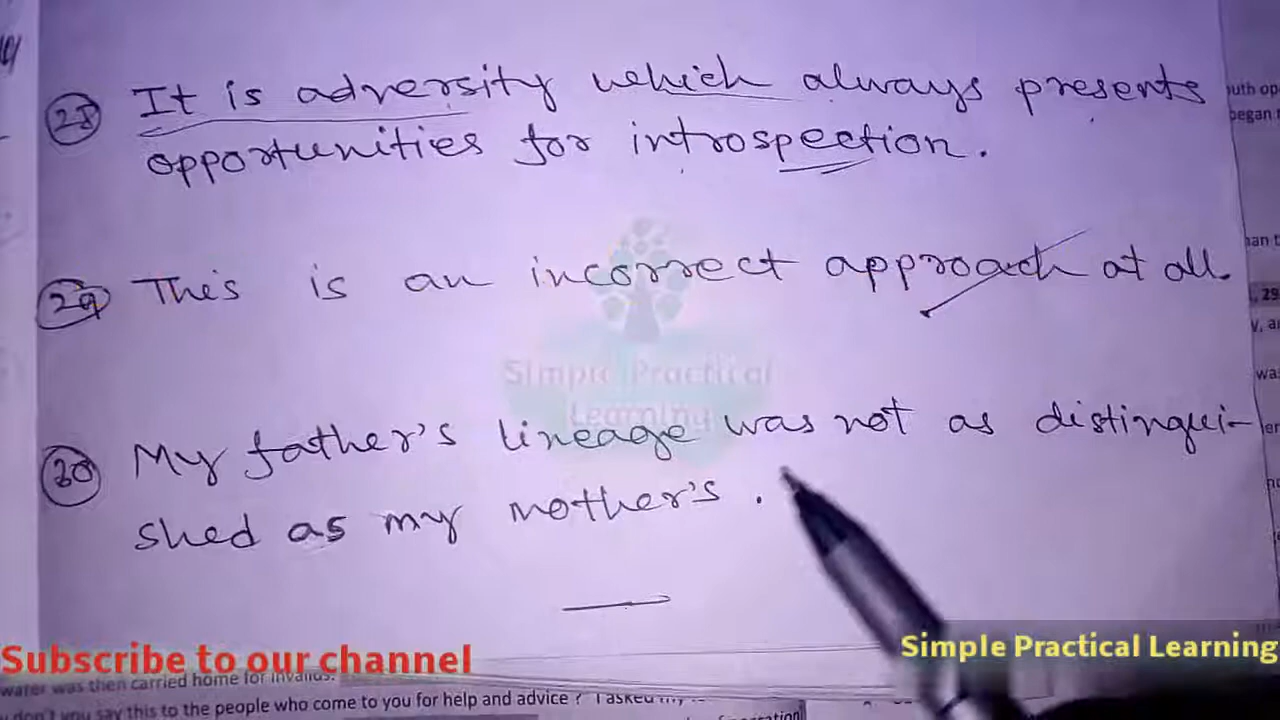 28 It is adversity which always presents
opportunities for introspection.
29 This is an incorrect approach at all.
Simple Practical
Learning
30 My father's lineage was not as distingui-
shed as my mother's.
Subscribe to our channel
Simple Practical Learning
water was then carried home for invalids.
don't you say this to the people who come to you for help and advice ? I asked my